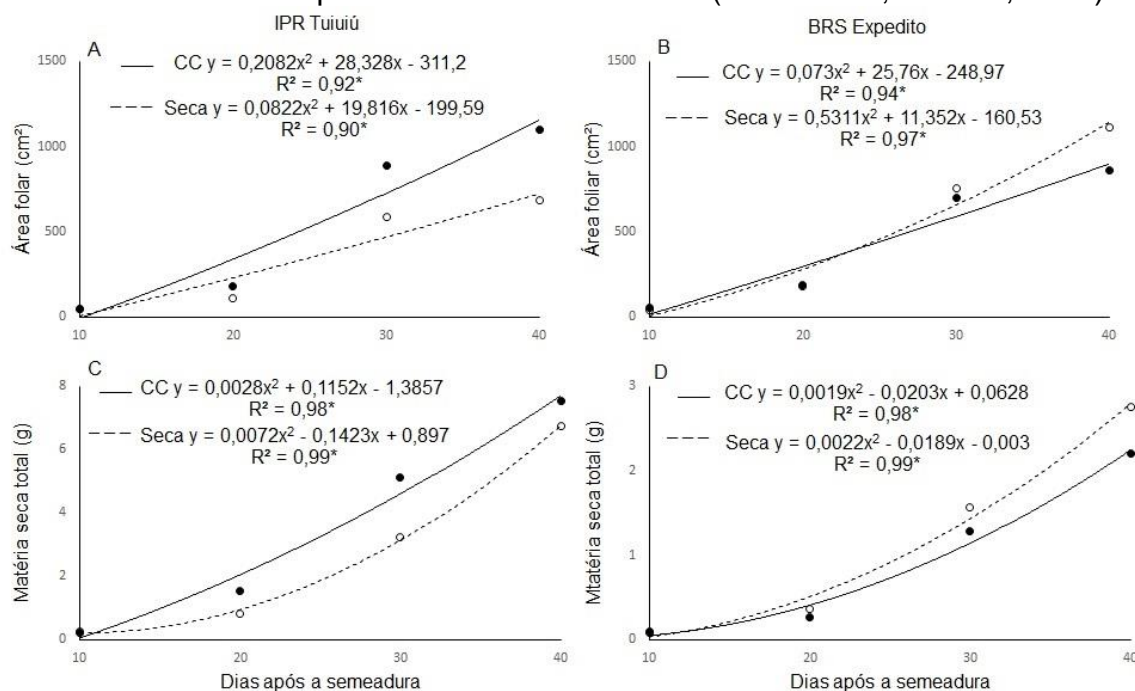 IPR Tuiuiú
BRS Expedito
A
CC y = 0,2082x² + 28,328x - 311,2
R² = 0,92*
Seca y = 0,0822x² + 19,816x - 199,59
R² = 0,90*
Área folar (cm²)
1500
1000
500
0
10
20
30
40
B
CC y = 0,073x² + 25,76x - 248,97
R² = 0,94*
Seca y = 0,5311x² + 11,352x - 160,53
R² = 0,97*
Área foliar (cm²)
1500
1000
500
0
10
20
30
40
C
CC y = 0,0028x² + 0,1152x - 1,3857
R² = 0,98*
Seca y = 0,0072x² - 0,1423x + 0,897
R² = 0,99*
Matéria seca total (g)
8
6
4
2
0
10
20
30
40
Dias após a semeadura
D
CC y = 0,0019x² - 0,0203x + 0,0628
R² = 0,98*
Seca y = 0,0022x² - 0,0189x - 0,003
R² = 0,99*
Mtatéria seca total (g)
3
2
1
0
10
20
30
40
Dias após a semeadura